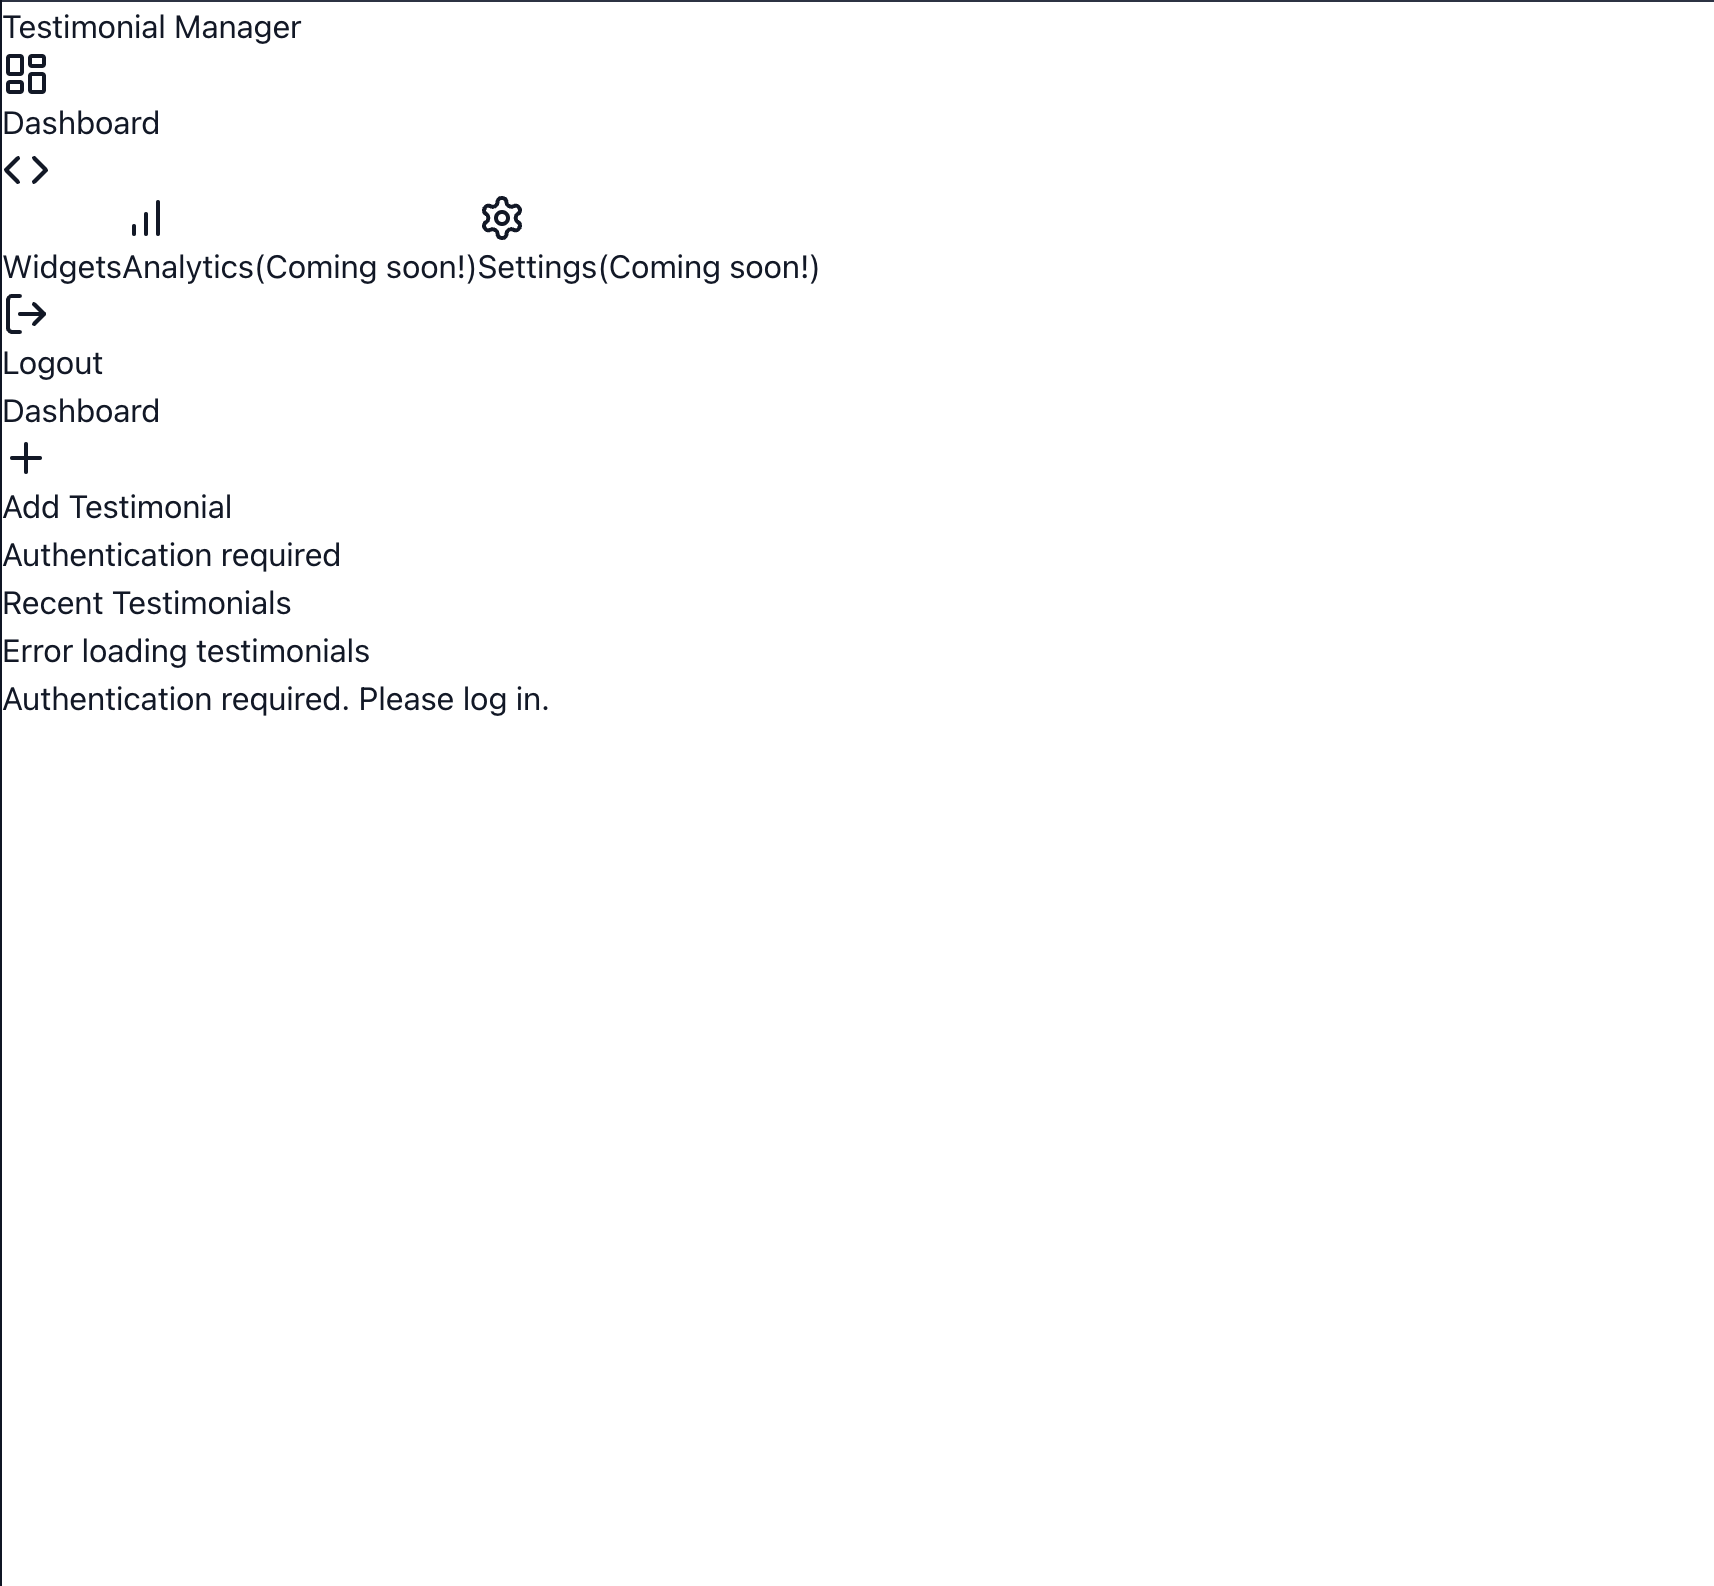 Testimonial Manager
Dashboard
WidgetsAnalytics(Coming soon!)Settings(Coming soon!)
Logout
Dashboard
Add Testimonial
Authentication required
Recent Testimonials
Error loading testimonials
Authentication required. Please log in.